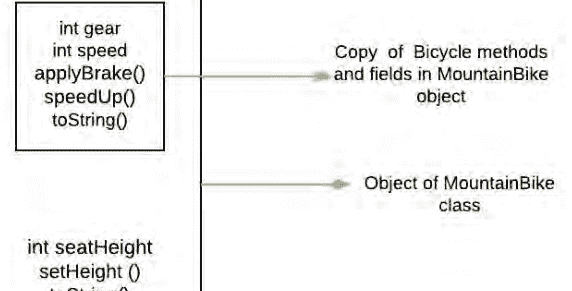 int gear
int speed
applyBrake()
speedUp()
toString()
Copy of Bicycle methods
and fields in MountainBike
object
Object of MountainBike
class
int seatHeight
setHeight ()
toString()